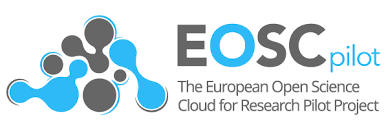 EOSCpilot
The European Open Science
Cloud for Research Pilot Project